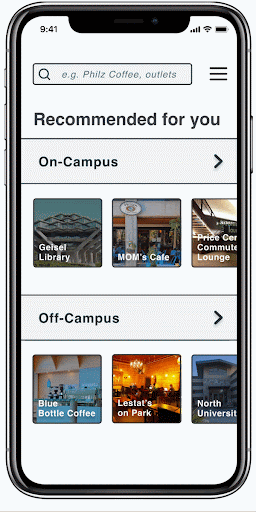 9:41
e.g. Philz Coffee, outlets
Recommended for you
On-Campus
Geisel
Library
MOM's Cafe
Price Cen
Commute
Lounge
Off-Campus
Blue
Bottle Coffee
Lestat's
on Park
North
University